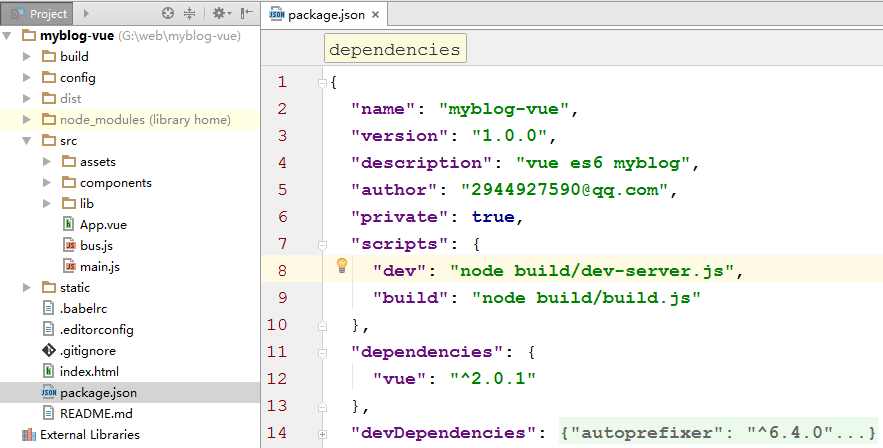 Project
package.json
myblog-vue (G:\web\myblog-vue)
build
config
dist
node_modules (library home)
src
assets
components
lib
App.vue
bus.js
main.js
static
.babelrc
.editorconfig
.gitignore
index.html
package.json
README.md
External Libraries
dependencies
1 {
2 "name": "myblog-vue",
3 "version": "1.0.0",
4 "description": "vue es6 myblog",
5 "author": "2944927590@qq.com",
6 "private": true,
7 "scripts": {
8 "dev": "node build/dev-server.js",
9 "build": "node build/build.js"
10 },
11 "dependencies": {
12 "vue": "^2.0.1"
13 },
14 "devDependencies": {"autoprefixer": "^6.4.0"...}